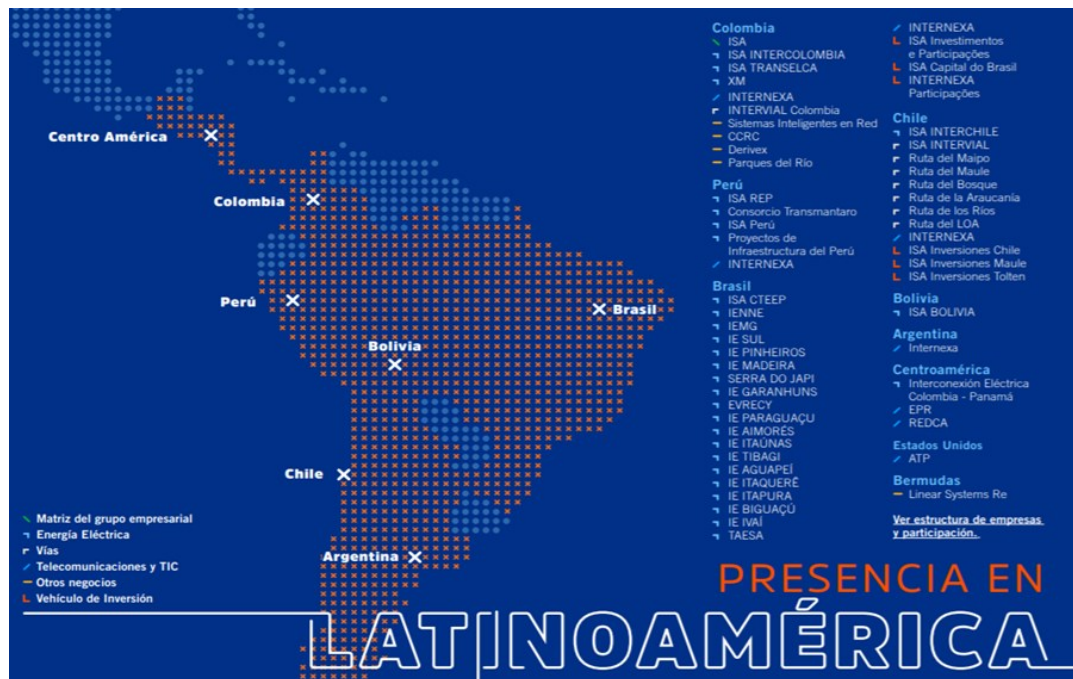 Centro América
Colombia
Perú
Brasil
Bolivia
Chile
Argentina
Matriz del grupo empresarial
Energía Eléctrica
Vías
Telecomunicaciones y TIC
Otros negocios
Vehículo de Inversión
Colombia
ISA
ISA INTERCOLOMBIA
ISA TRANSELCA
XM
INTERNEXA
INTERVIAL Colombia
Sistemas Inteligentes en Red
CCRC
Derivex
Parques del Río
Perú
ISA REP
Consorcio Transmantaro
ISA Perú
Proyectos de
Infraestructura del Perú
INTERNEXA
Brasil
ISA CTEEP
IENNE
IEMG
IE SUL
IE PINHEIROS
IE MADEIRA
SERRA DO JAPI
IE GARANHUNS
EVRECY
IE PARAGUAÇU
IE AIMORÉS
IE ITAÚNAS
IE TIBAGI
IE AGUAPEÍ
IE ITAQUERÊ
IE ITAPURA
IE BIGUAÇÚ
IE IVAÍ
TAESA
INTERNEXA
ISA Investimentos
e Participações
ISA Capital do Brasil
INTERNEXA
Participações
Chile
ISA INTERCHILE
ISA INTERVIAL
Ruta del Maipo
Ruta del Maule
Ruta del Bosque
Ruta de la Araucanía
Ruta de los Ríos
Ruta del LOA
INTERNEXA
ISA Inversiones Chile
ISA Inversiones Maule
ISA Inversiones Tolten
Bolivia
ISA BOLIVIA
Argentina
Internexa
Centroamérica
Interconexión Eléctrica
Colombia - Panamá
EPR
REDCA
Estados Unidos
ATP
Bermudas
Linear Systems Re
Ver estructura de empresas
y participación.
PRESENCIA EN
LATINOAMÉRICA